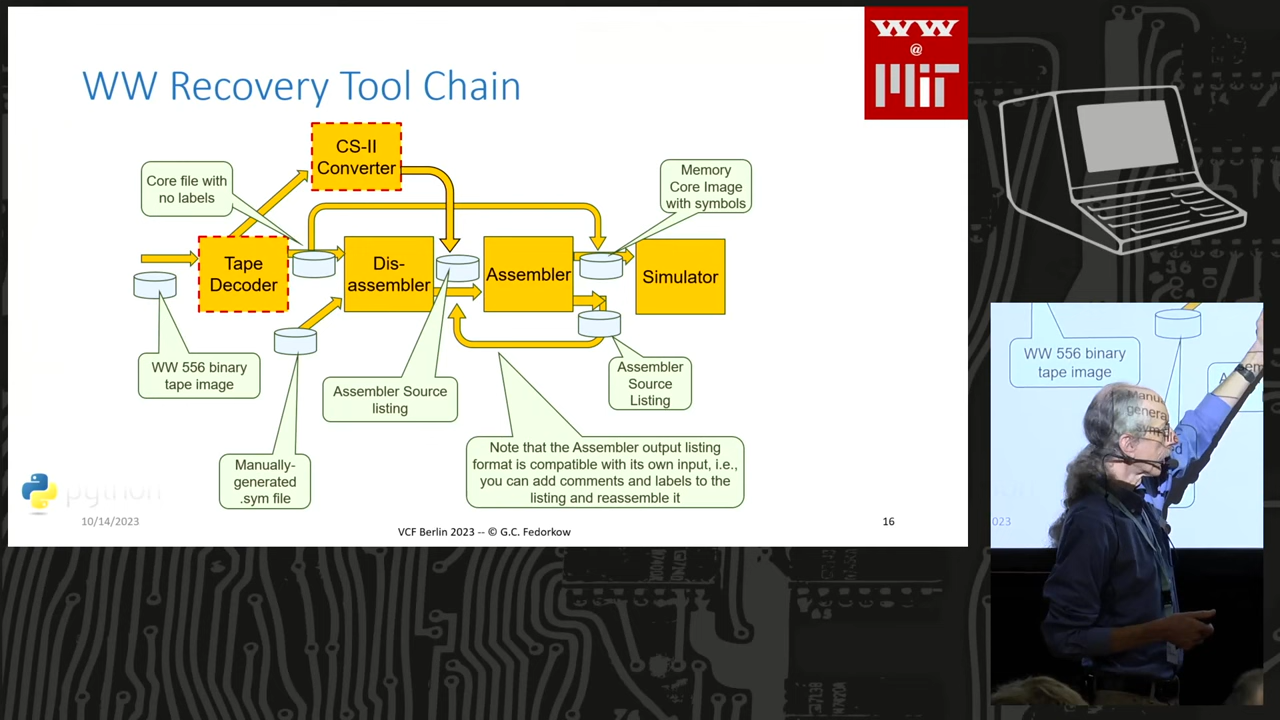 WW
@
MIT
WW Recovery Tool Chain
CS-II
Converter
Core file with
no labels
Memory
Core Image
with symbols
Tape
Decoder
Dis-
assembler
Assembler
Simulator
WW 556 binary
tape image
Assembler Source
listing
Assembler
Source
Listing
Manually-
generated
.sym file
Note that the Assembler output listing
format is compatible with its own input, i.e.,
you can add comments and labels to the
listing and reassemble it
python
10/14/2023
VCF Berlin 2023 -- © G.C. Fedorkow
16
WW 556 binary
tape image